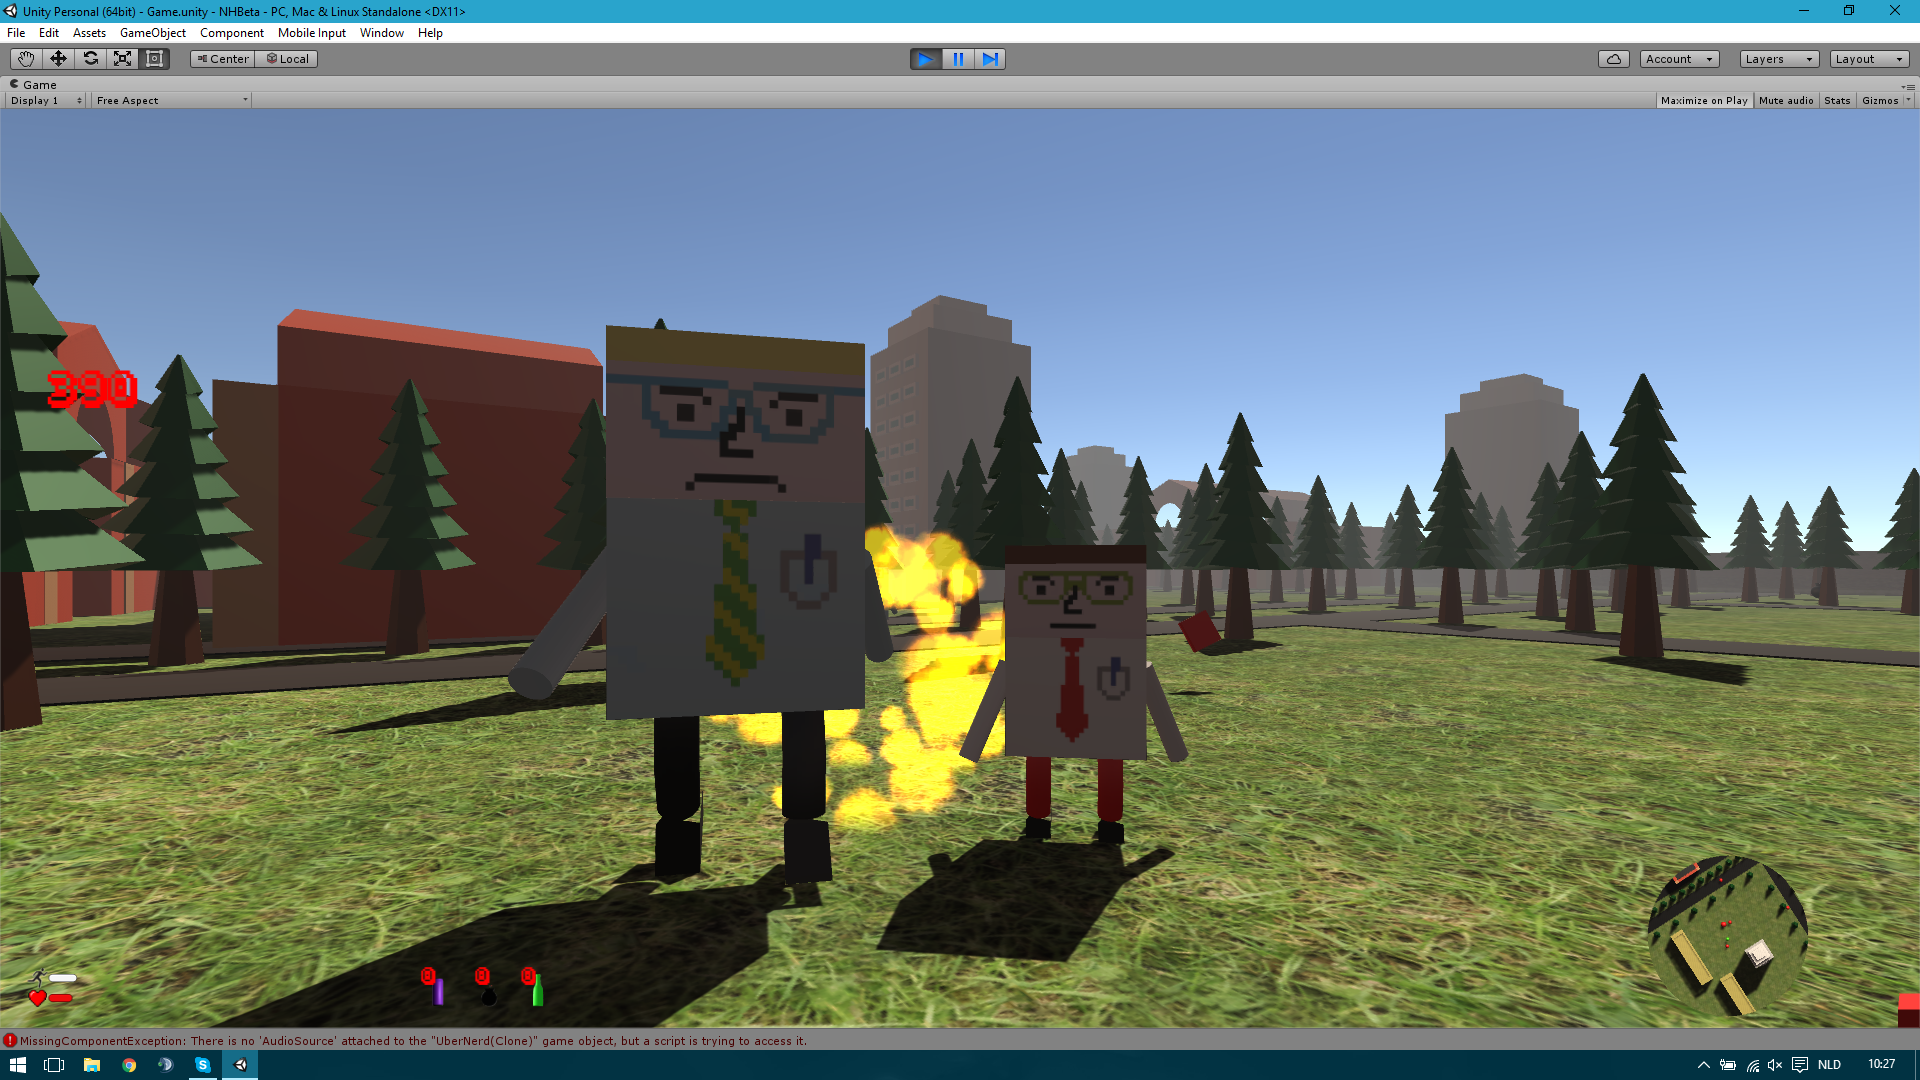 Unity Personal (64bit) - Game.unity - NHBeta - PC, Mac & Linux Standalone <DX11>
File Edit Assets GameObject Component Mobile Input Window Help
Center Local Account Layers Layout
Game
Display 1 Free Aspect Maximize on Play Mute audio Stats Gizmos
390
0 0 0
MissingComponentException: There is no 'AudioSource' attached to the "UberNerd(Clone)" game object, but a script is trying to access it.
NLD 10:27